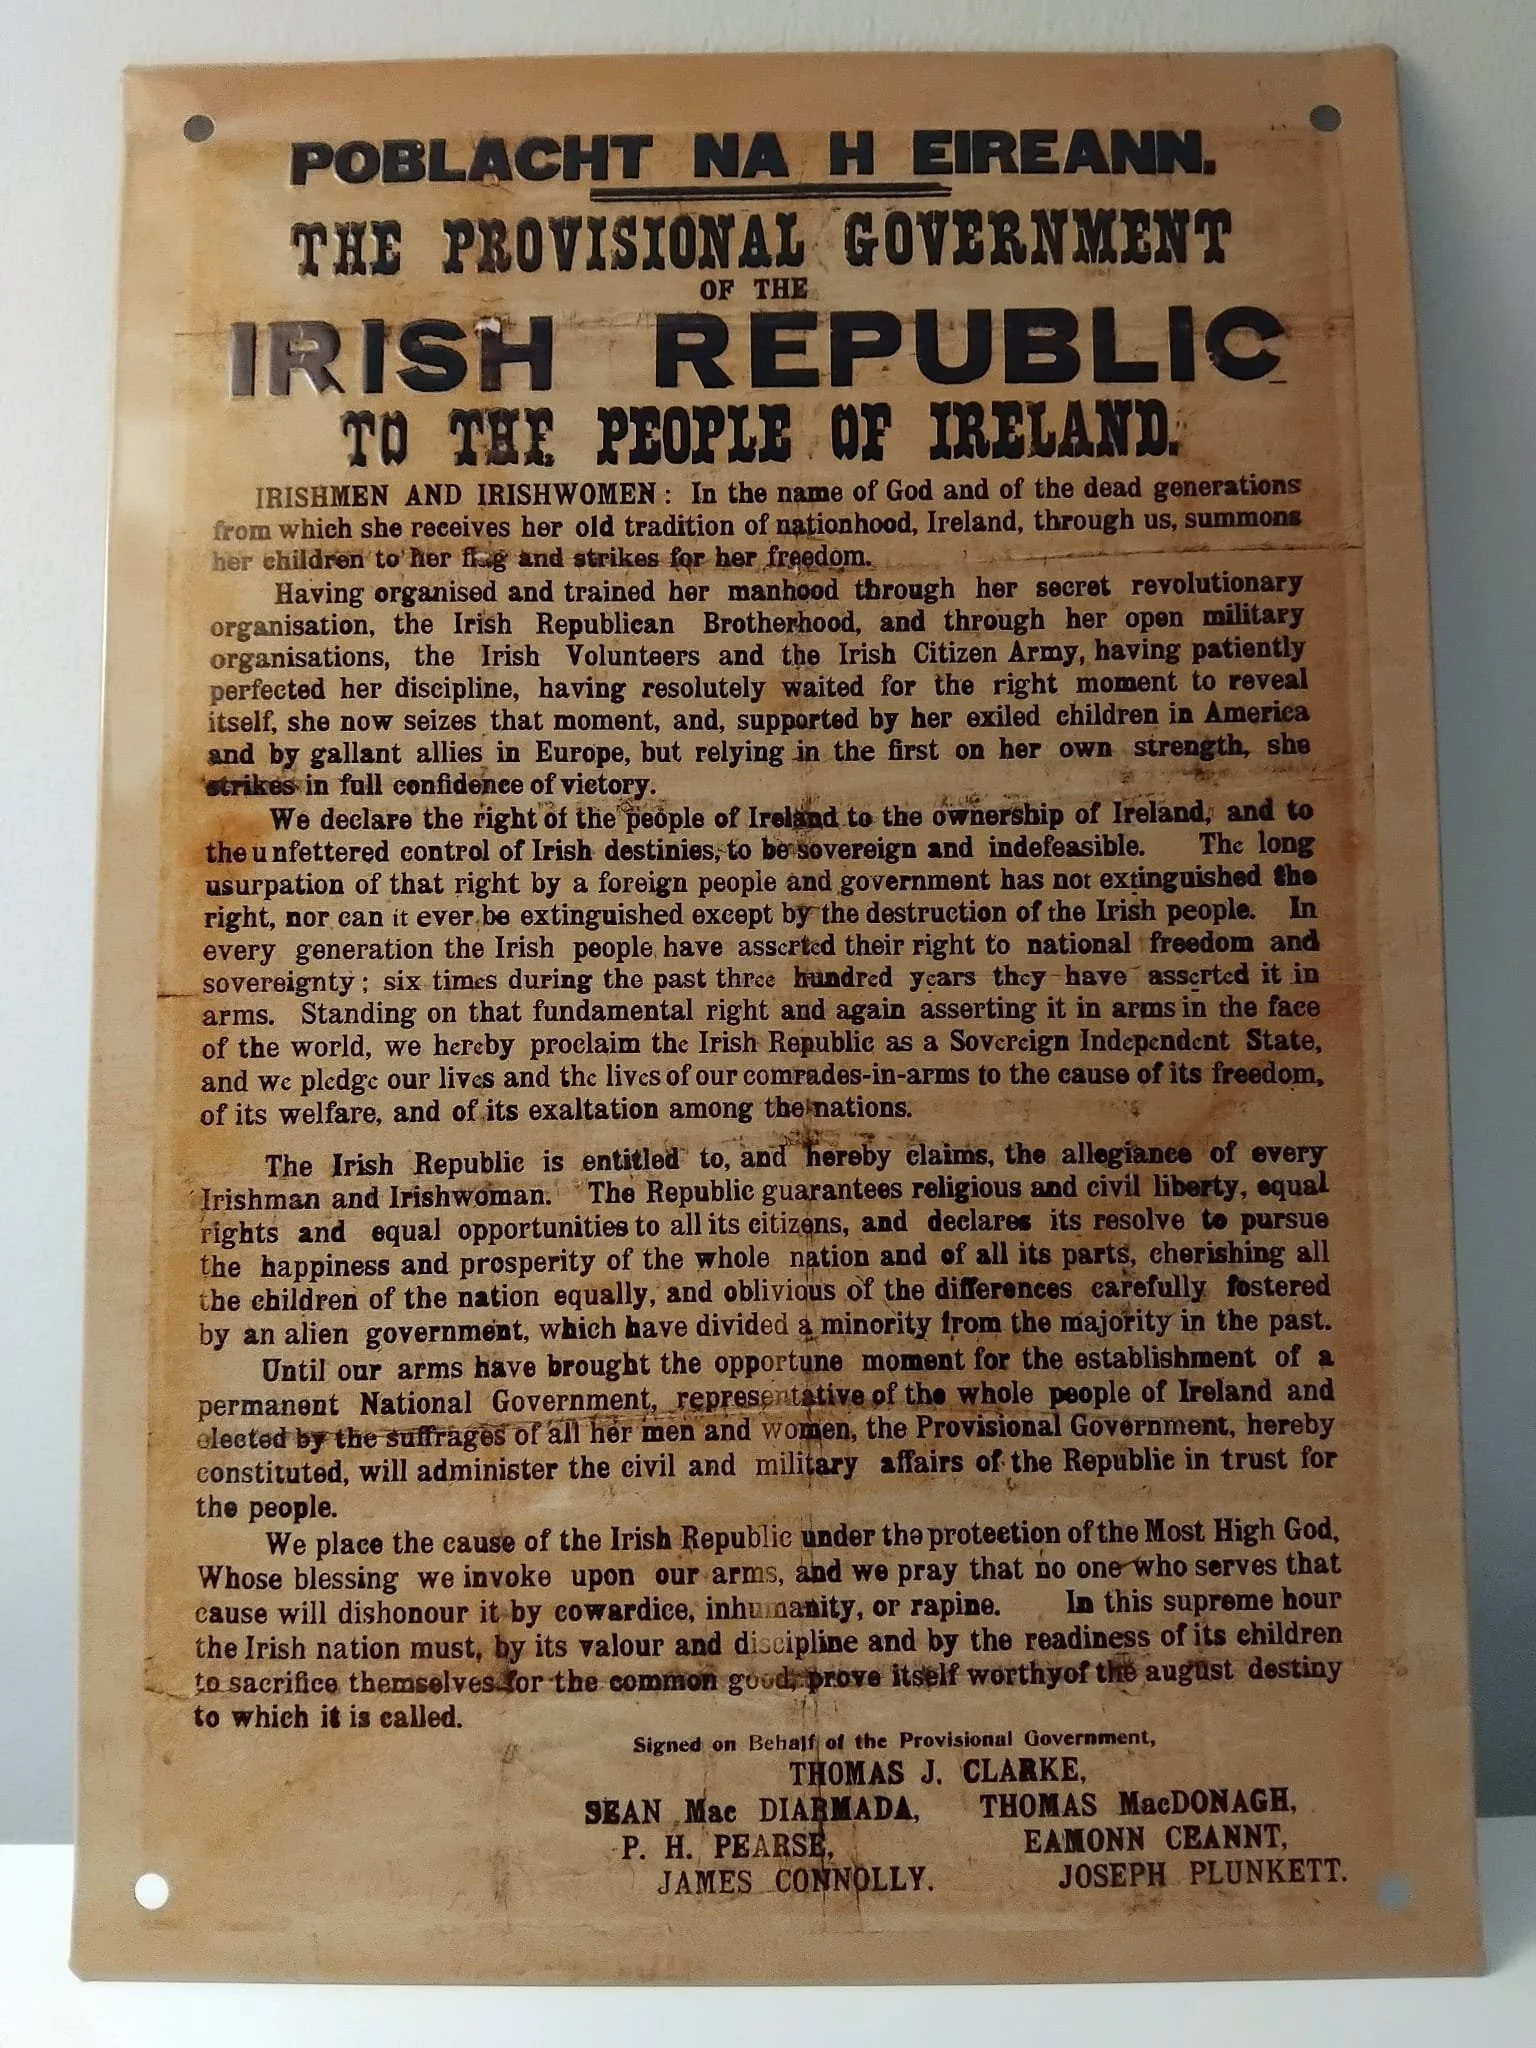 POBLACHT NA H EIREANN.
THE PROVISIONAL GOVERNMENT
OF THE
IRISH REPUBLIC
TO THE PEOPLE OF IRELAND.
IRISHMEN AND IRISHWOMEN : In the name of God and of the dead generations
from which she receives her old tradition of nationhood, Ireland, through us, summons
her children to her flag and strikes for her freedom.
Having organised and trained her manhood through her secret revolutionary
organisation, the Irish Republican Brotherhood, and through her open military
organisations, the Irish Volunteers and the Irish Citizen Army, having patiently
perfected her discipline, having resolutely waited for the right moment to reveal
itself, she now seizes that moment, and, supported by her exiled children in America
and by gallant allies in Europe, but relying in the first on her own strength, she
strikes in full confidence of victory.
We declare the right of the people of Ireland to the ownership of Ireland, and to
the unfettered control of Irish destinies, to be sovereign and indefeasible. The long
usurpation of that right by a foreign people and government has not extinguished the
right, nor can it ever be extinguished except by the destruction of the Irish people. In
every generation the Irish people have asserted their right to national freedom and
sovereignty ; six times during the past three hundred years they have asserted it in
arms. Standing on that fundamental right and again asserting it in arms in the face
of the world, we hereby proclaim the Irish Republic as a Sovereign Independent State,
and we pledge our lives and the lives of our comrades-in-arms to the cause of its freedom,
of its welfare, and of its exaltation among the nations.
The Irish Republic is entitled to, and hereby claims, the allegiance of every
Irishman and Irishwoman. The Republic guarantees religious and civil liberty, equal
rights and equal opportunities to all its citizens, and declares its resolve to pursue
the happiness and prosperity of the whole nation and of all its parts, cherishing all
the children of the nation equally, and oblivious of the differences carefully fostered
by an alien government, which have divided a minority from the majority in the past.
Until our arms have brought the opportune moment for the establishment of a
permanent National Government, representative of the whole people of Ireland and
elected by the suffrages of all her men and women, the Provisional Government, hereby
constituted, will administer the civil and military affairs of the Republic in trust for
the people.
We place the cause of the Irish Republic under the protection of the Most High God,
Whose blessing we invoke upon our arms, and we pray that no one who serves that
cause will dishonour it by cowardice, inhumanity, or rapine. In this supreme hour
the Irish nation must, by its valour and discipline and by the readiness of its children
to sacrifice themselves for the common good, prove itself worthy of the august destiny
to which it is called.
Signed on Behalf of the Provisional Government,
THOMAS J. CLARKE,
SEAN Mac DIARMADA, THOMAS MacDONAGH,
P. H. PEARSE, EAMONN CEANNT,
JAMES CONNOLLY. JOSEPH PLUNKETT.